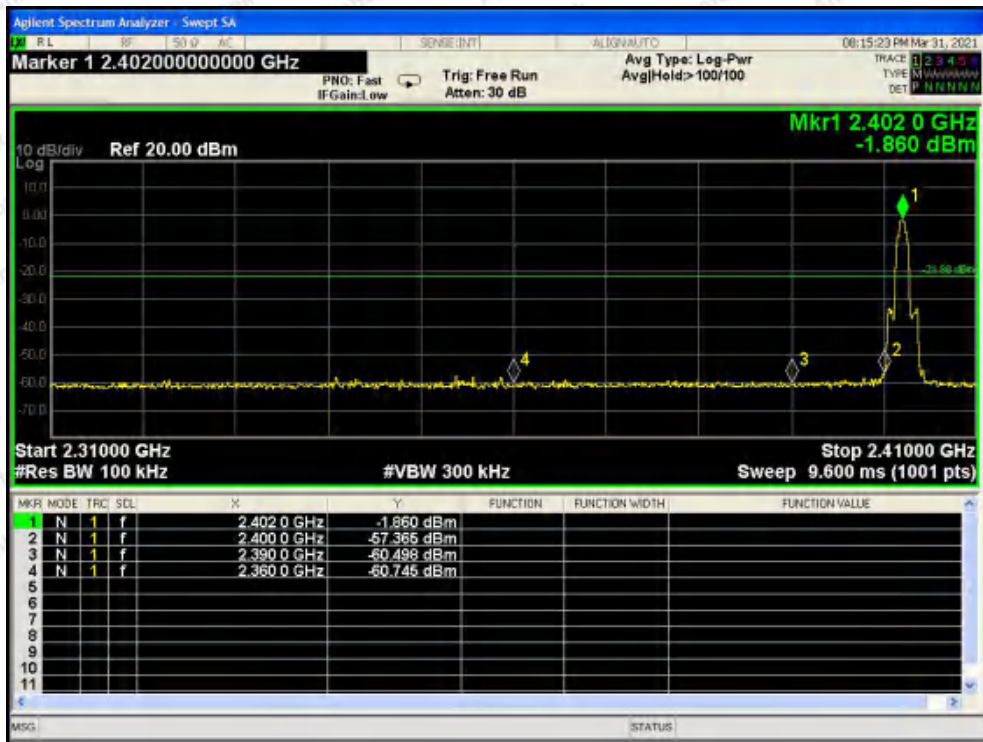 Agilent Spectrum Analyzer - Swept SA
RL RF 50 Ω AC SENSE:INT ALIGNAUTO 08:15:23 PM Mar 31, 2021
Marker 1 2.402000000000 GHz
PNO: Fast Trig: Free Run Avg Type: Log-Pwr TRACE 1 2 3 4 5 6
IFGain:Low Atten: 30 dB Avg|Hold:>100/100 TYPE M
DET P N N N N N
Mkr1 2.402 0 GHz
10 dB/div Ref 20.00 dBm -1.860 dBm
Log
10.0
0.00
-10.0
-20.0
-30.0
-40.0
-50.0
-60.0
-70.0
1
2
3
4
Start 2.31000 GHz Stop 2.41000 GHz
#Res BW 100 kHz #VBW 300 kHz Sweep 9.600 ms (1001 pts)
MKR MODE TRC SCL X Y FUNCTION FUNCTION WIDTH FUNCTION VALUE
1 N 1 f 2.402 0 GHz -1.860 dBm
2 N 1 f 2.400 0 GHz -57.365 dBm
3 N 1 f 2.390 0 GHz -60.498 dBm
4 N 1 f 2.360 0 GHz -60.745 dBm
5
6
7
8
9
10
11
MSG STATUS